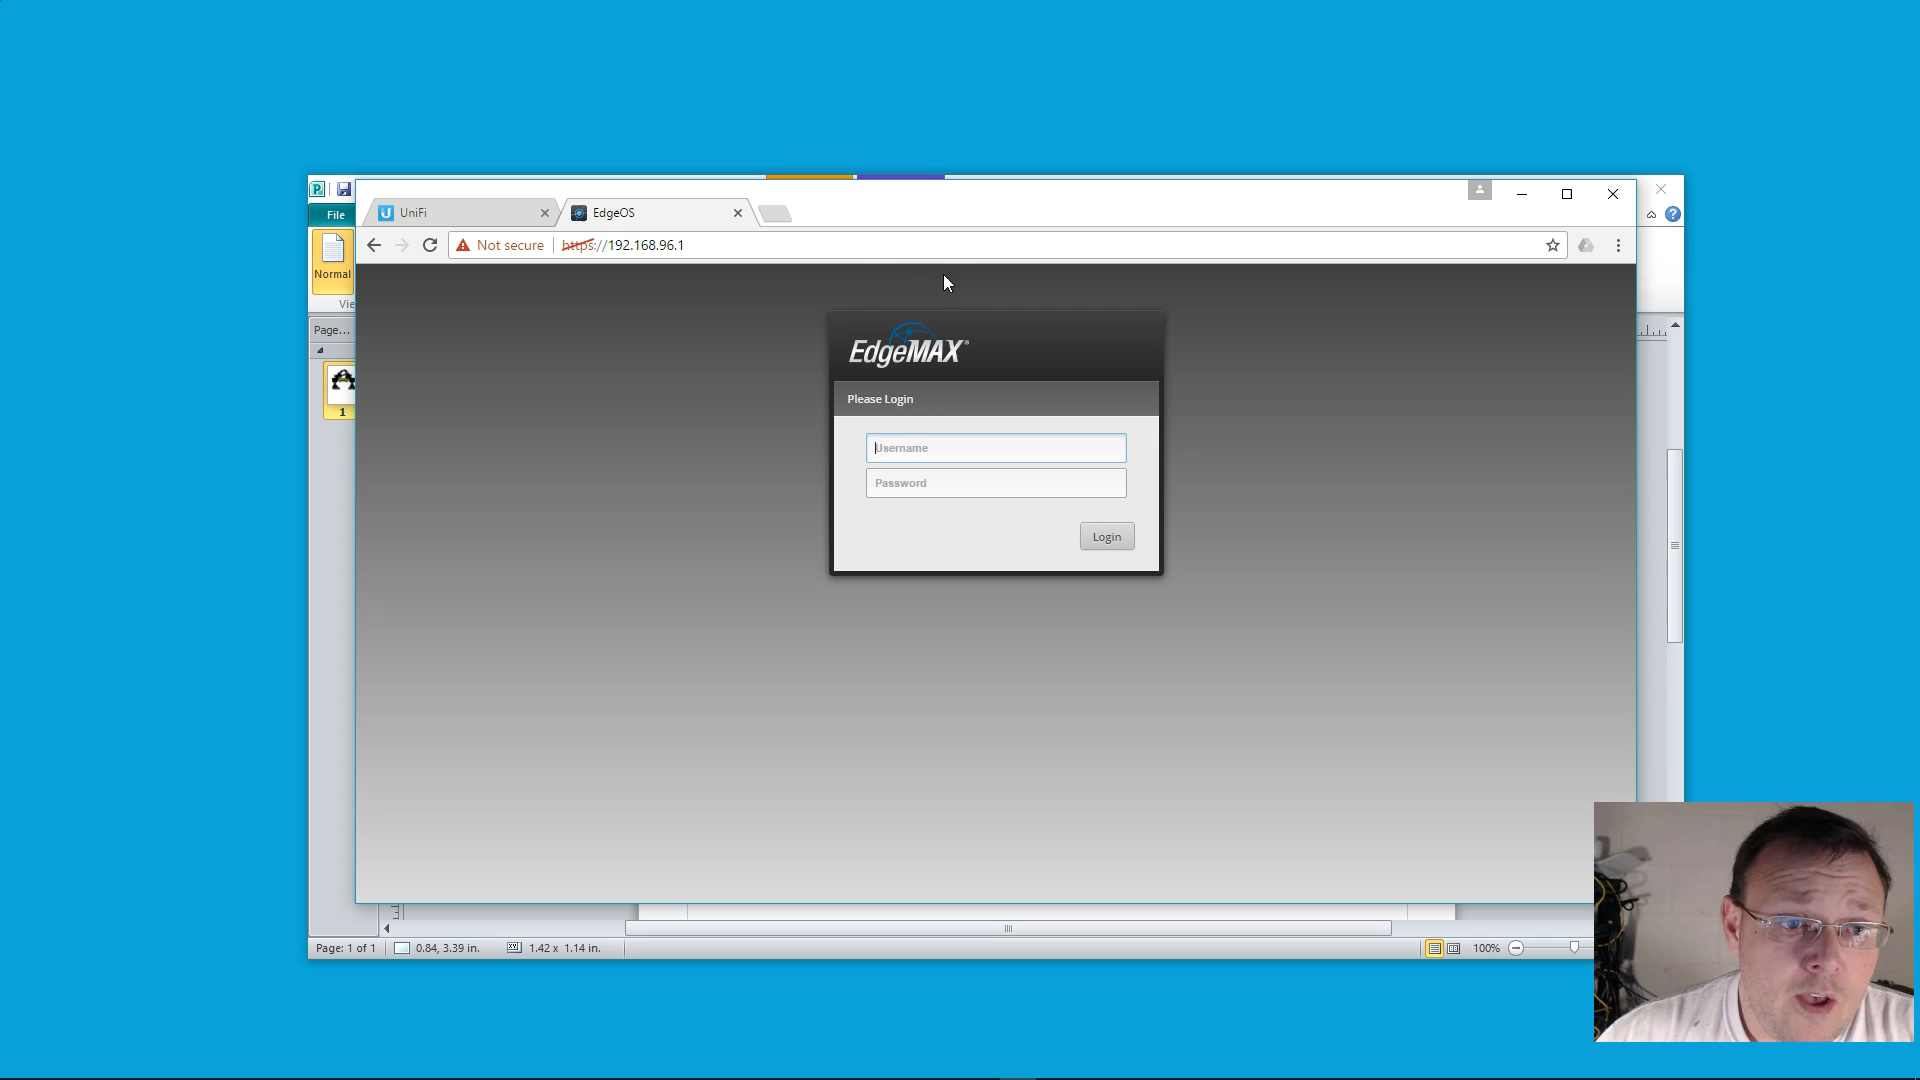 P
File
Normal
Vie
Page...
1
U UniFi
EdgeOS
Not secure
https://192.168.96.1
EdgeMAX®
Please Login
Username
Password
Login
?
Page: 1 of 1
0.84, 3.39 in.
1.42 x 1.14 in.
100%